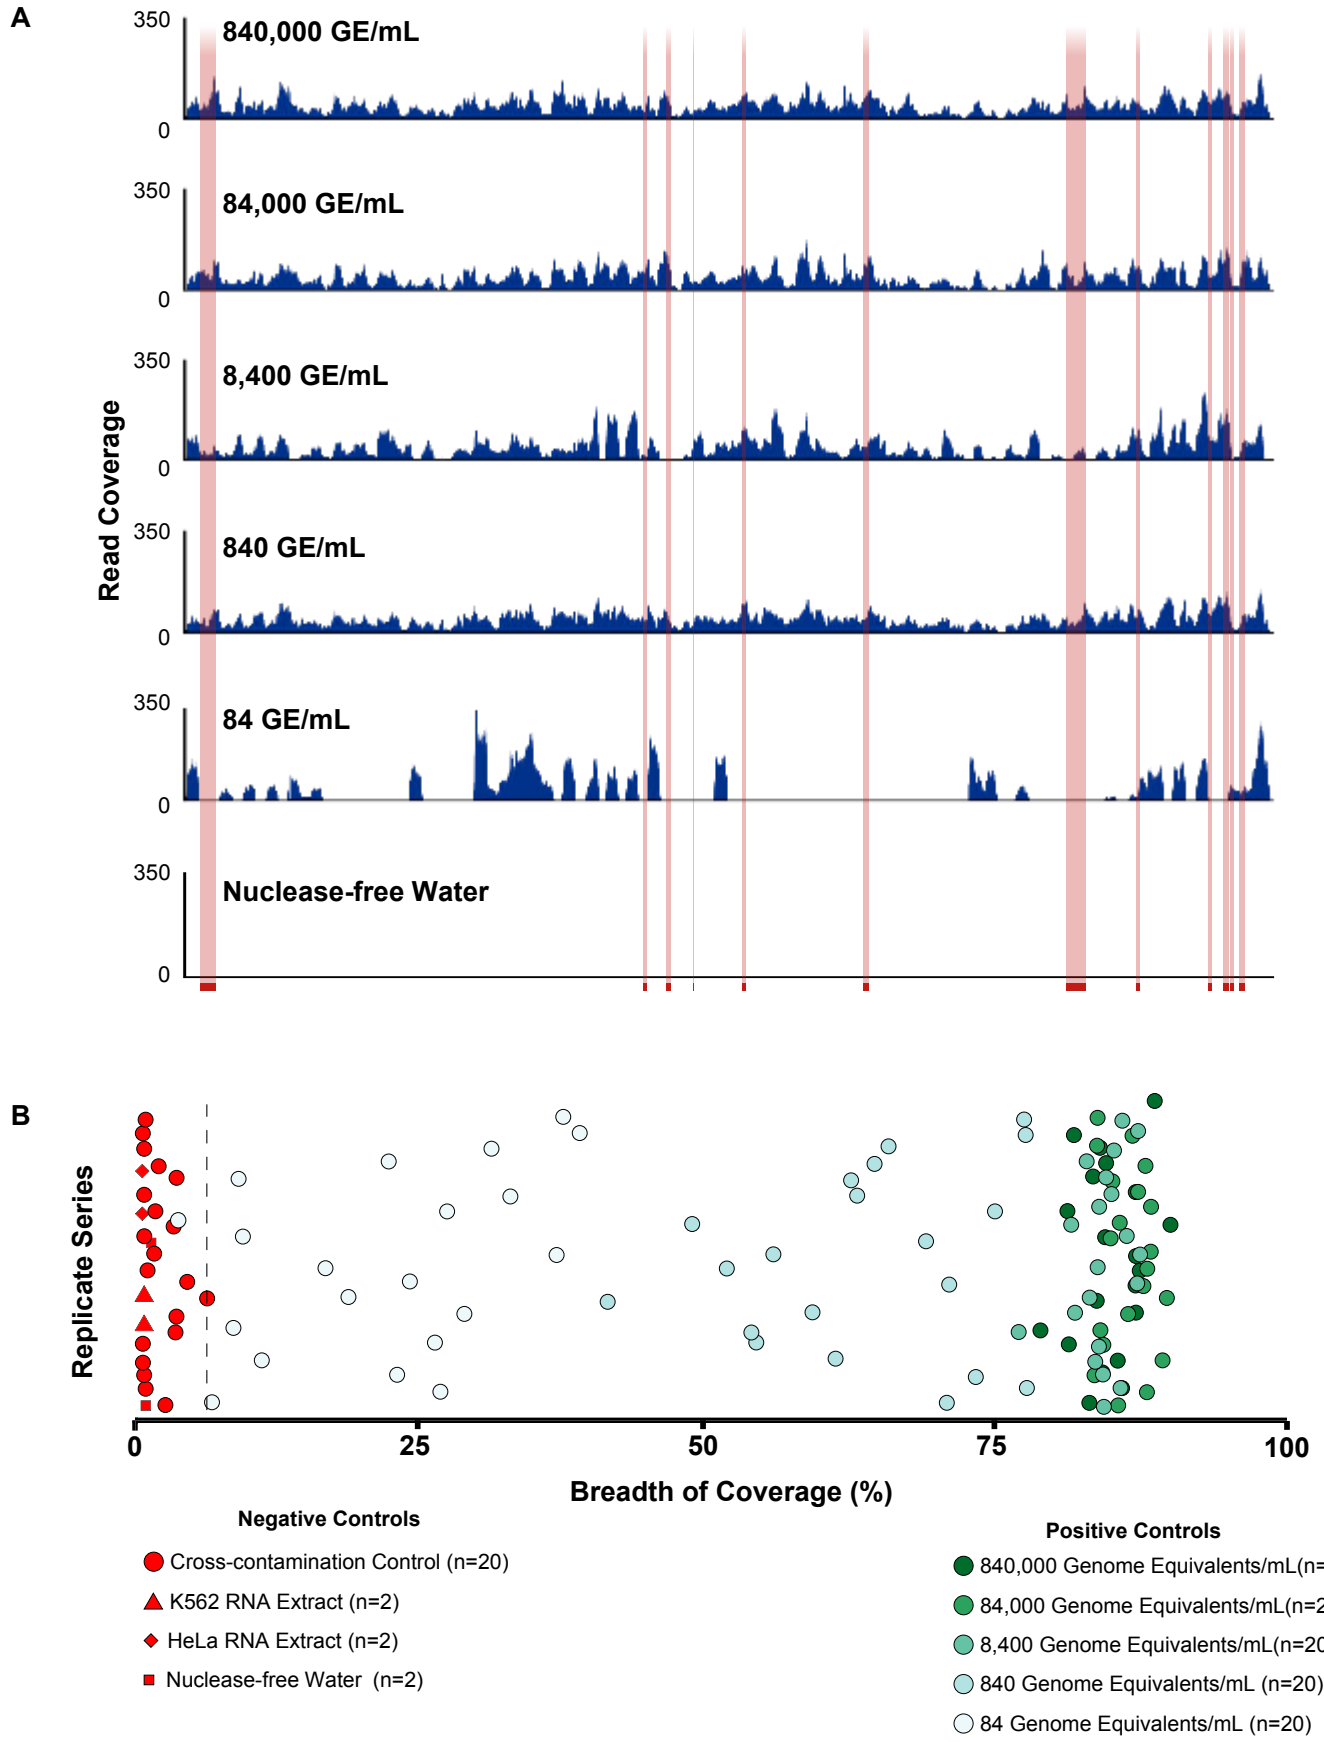 A
350
840,000 GE/mL
0
350
84,000 GE/mL
0
350
8,400 GE/mL
0
Read Coverage
350
840 GE/mL
0
350
84 GE/mL
0
350
Nuclease-free Water
0
B
Replicate Series
0 25 50 75 100
Breadth of Coverage (%)
Negative Controls
Cross-contamination Control (n=20)
K562 RNA Extract (n=2)
HeLa RNA Extract (n=2)
Nuclease-free Water (n=2)
Positive Controls
840,000 Genome Equivalents/mL(n=
84,000 Genome Equivalents/mL(n=2
8,400 Genome Equivalents/mL(n=20
840 Genome Equivalents/mL (n=20)
84 Genome Equivalents/mL (n=20)